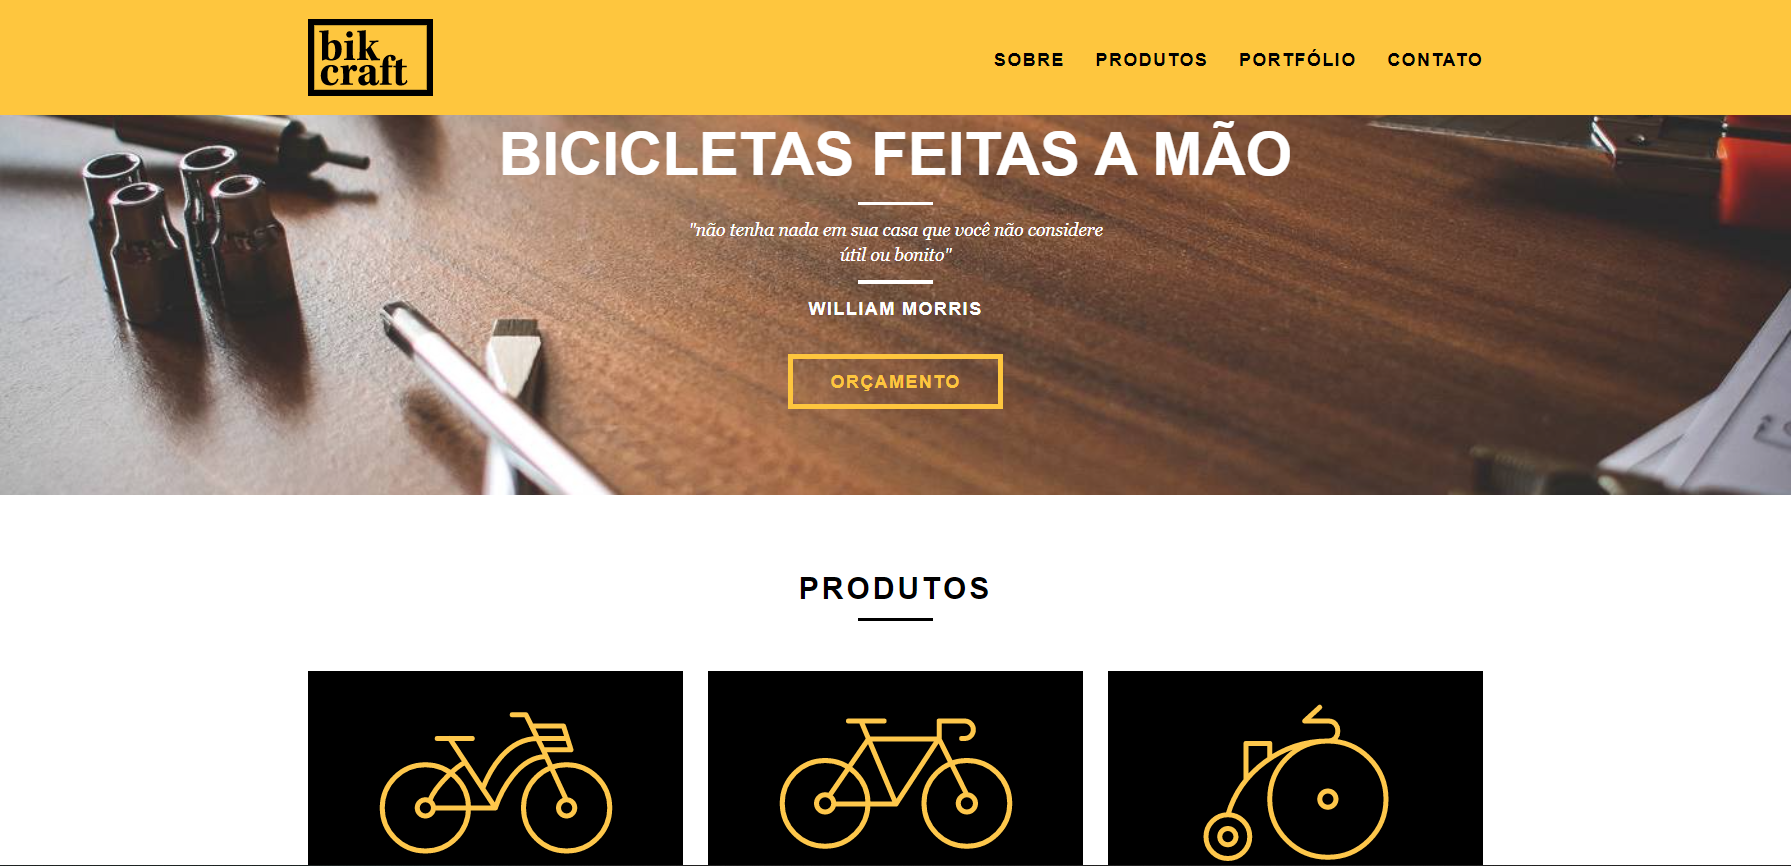 bik
craft
SOBRE PRODUTOS PORTFÓLIO CONTATO
BICICLETAS FEITAS A MÃO
"não tenha nada em sua casa que você não considere
útil ou bonito"
WILLIAM MORRIS
ORÇAMENTO
PRODUTOS